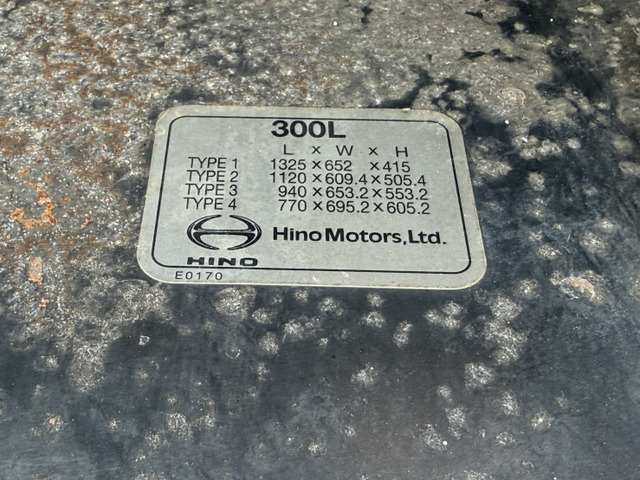 300L
L × W × H
TYPE 1 1325×652 ×415
TYPE 2 1120×609.4×505.4
TYPE 3 940×653.2×553.2
TYPE 4 770×695.2×605.2
Hino Motors, Ltd.
HINO
E0170